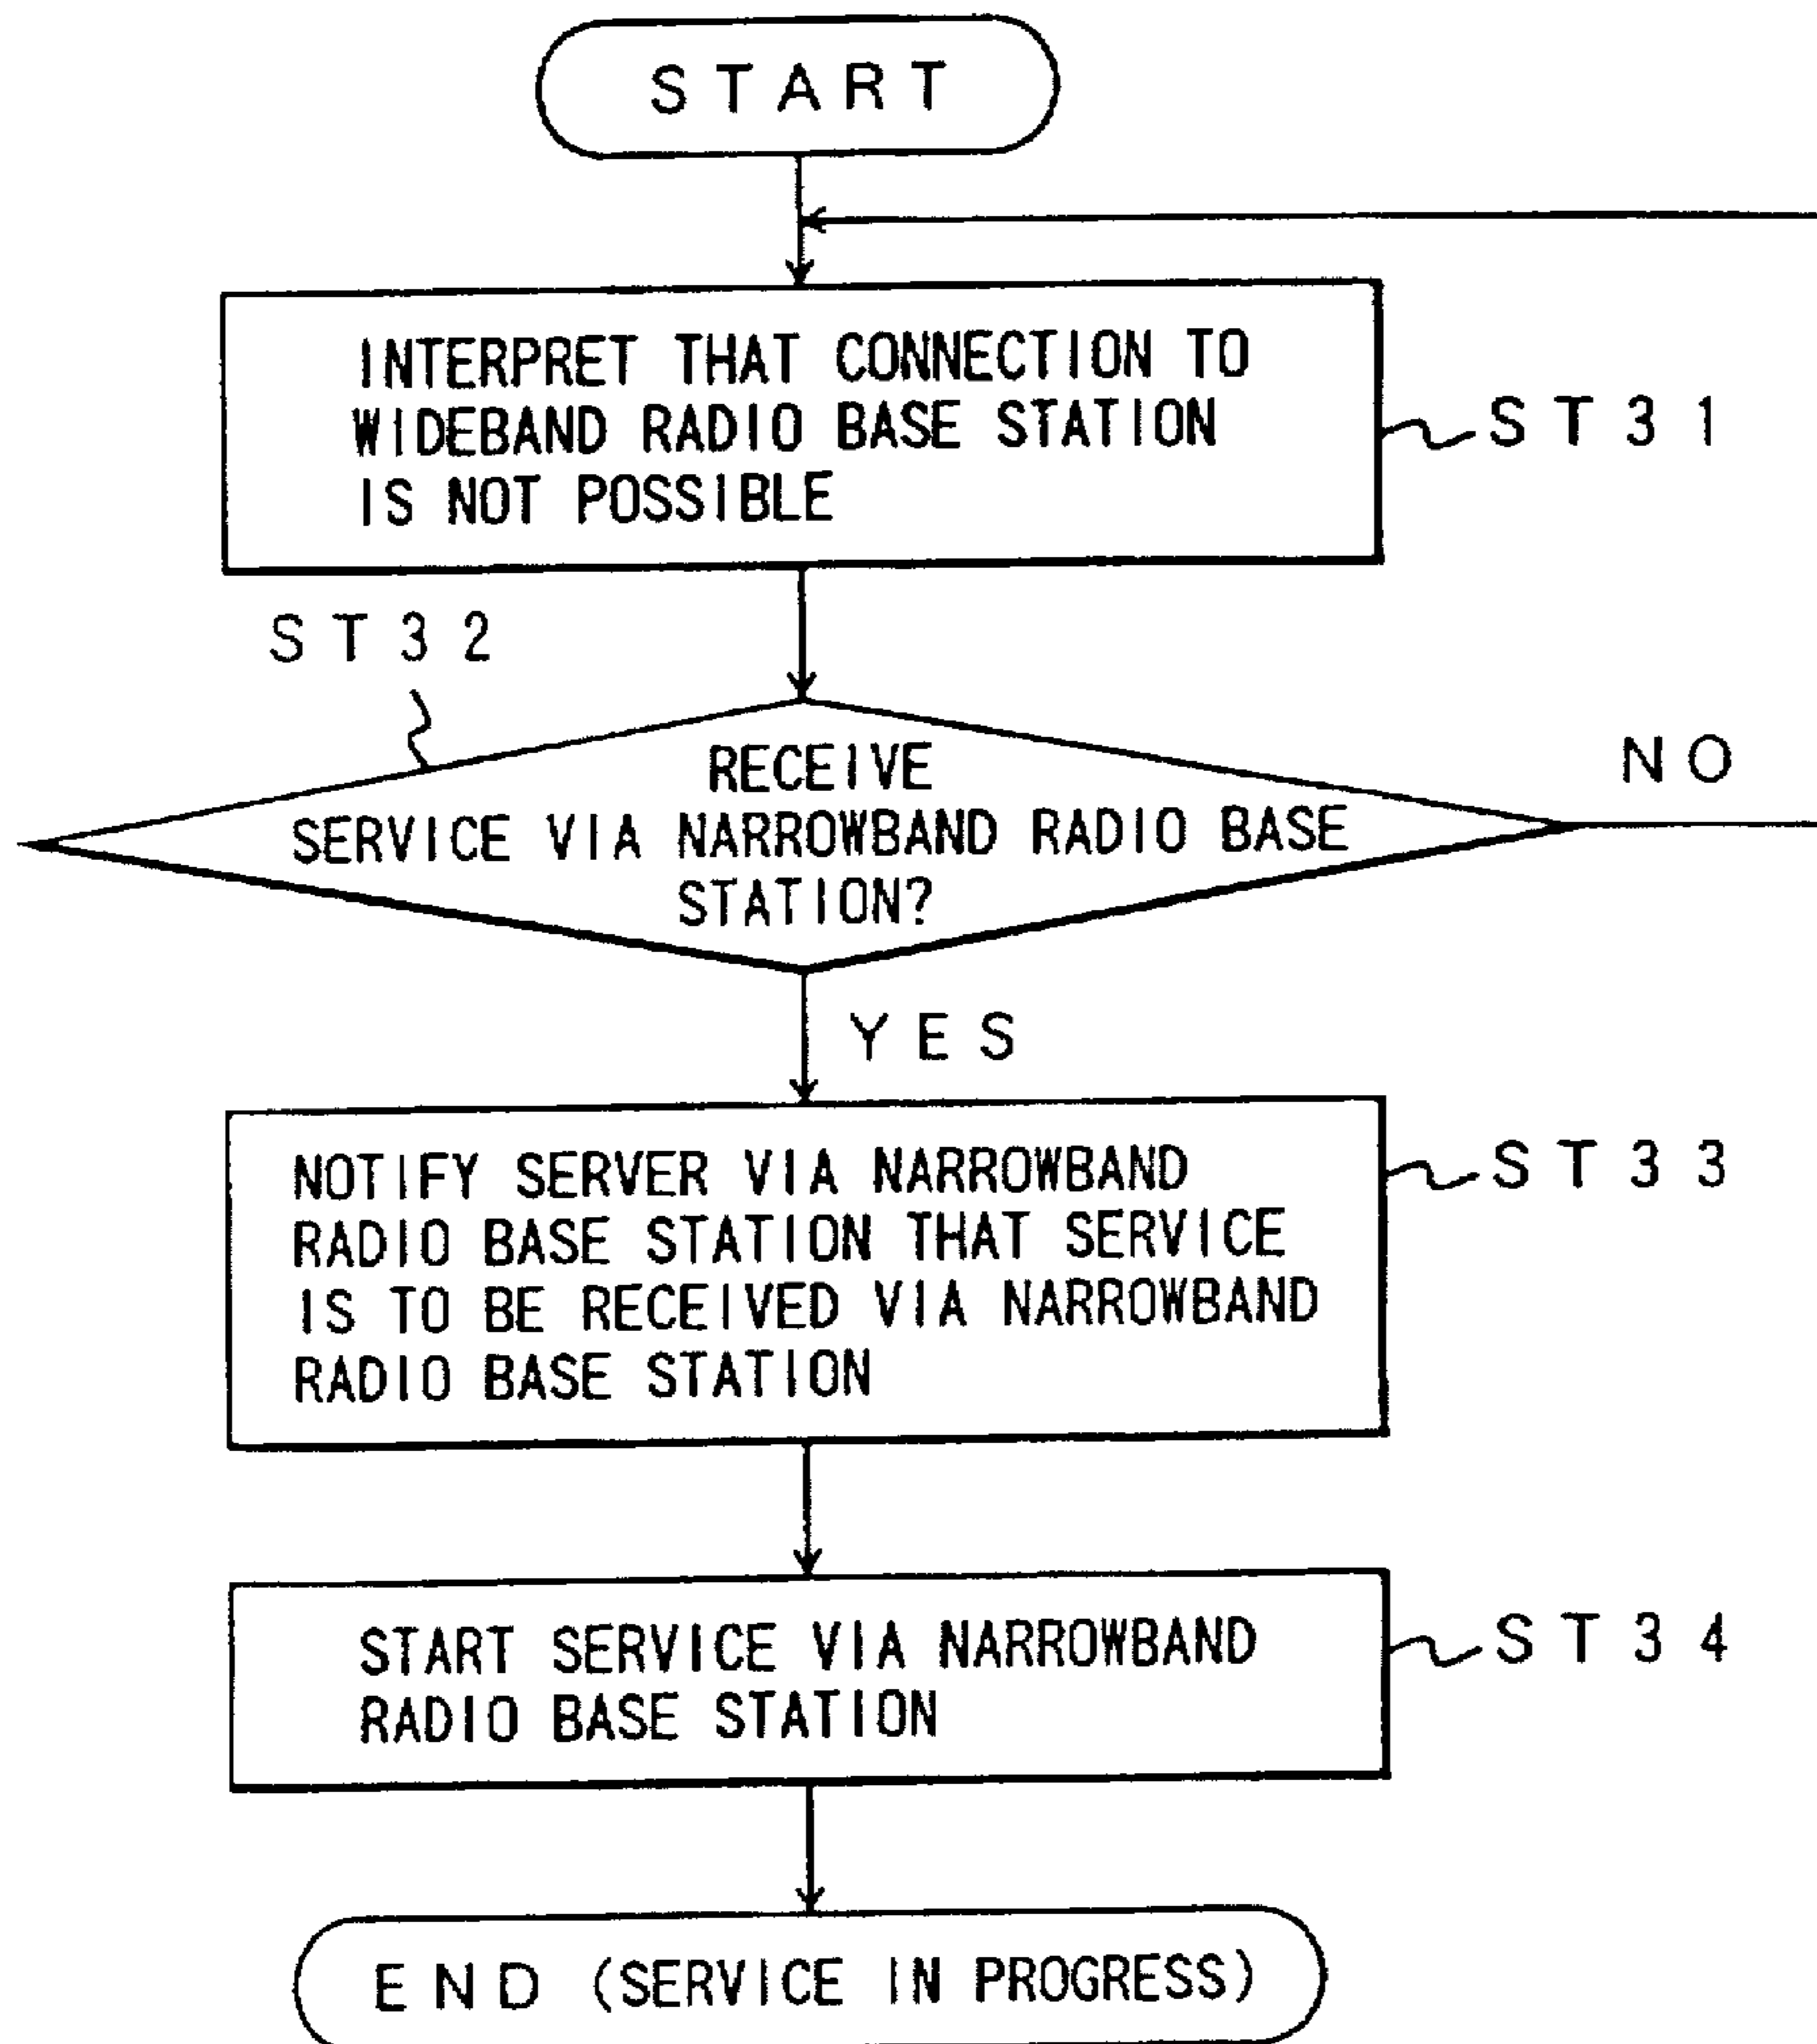 START
INTERPRET THAT CONNECTION TO
WIDEBAND RADIO BASE STATION
IS NOT POSSIBLE
ST31
ST32
RECEIVE
SERVICE VIA NARROWBAND RADIO BASE
STATION?
NO
YES
NOTIFY SERVER VIA NARROWBAND
RADIO BASE STATION THAT SERVICE
IS TO BE RECEIVED VIA NARROWBAND
RADIO BASE STATION
ST33
START SERVICE VIA NARROWBAND
RADIO BASE STATION
ST34
END (SERVICE IN PROGRESS)